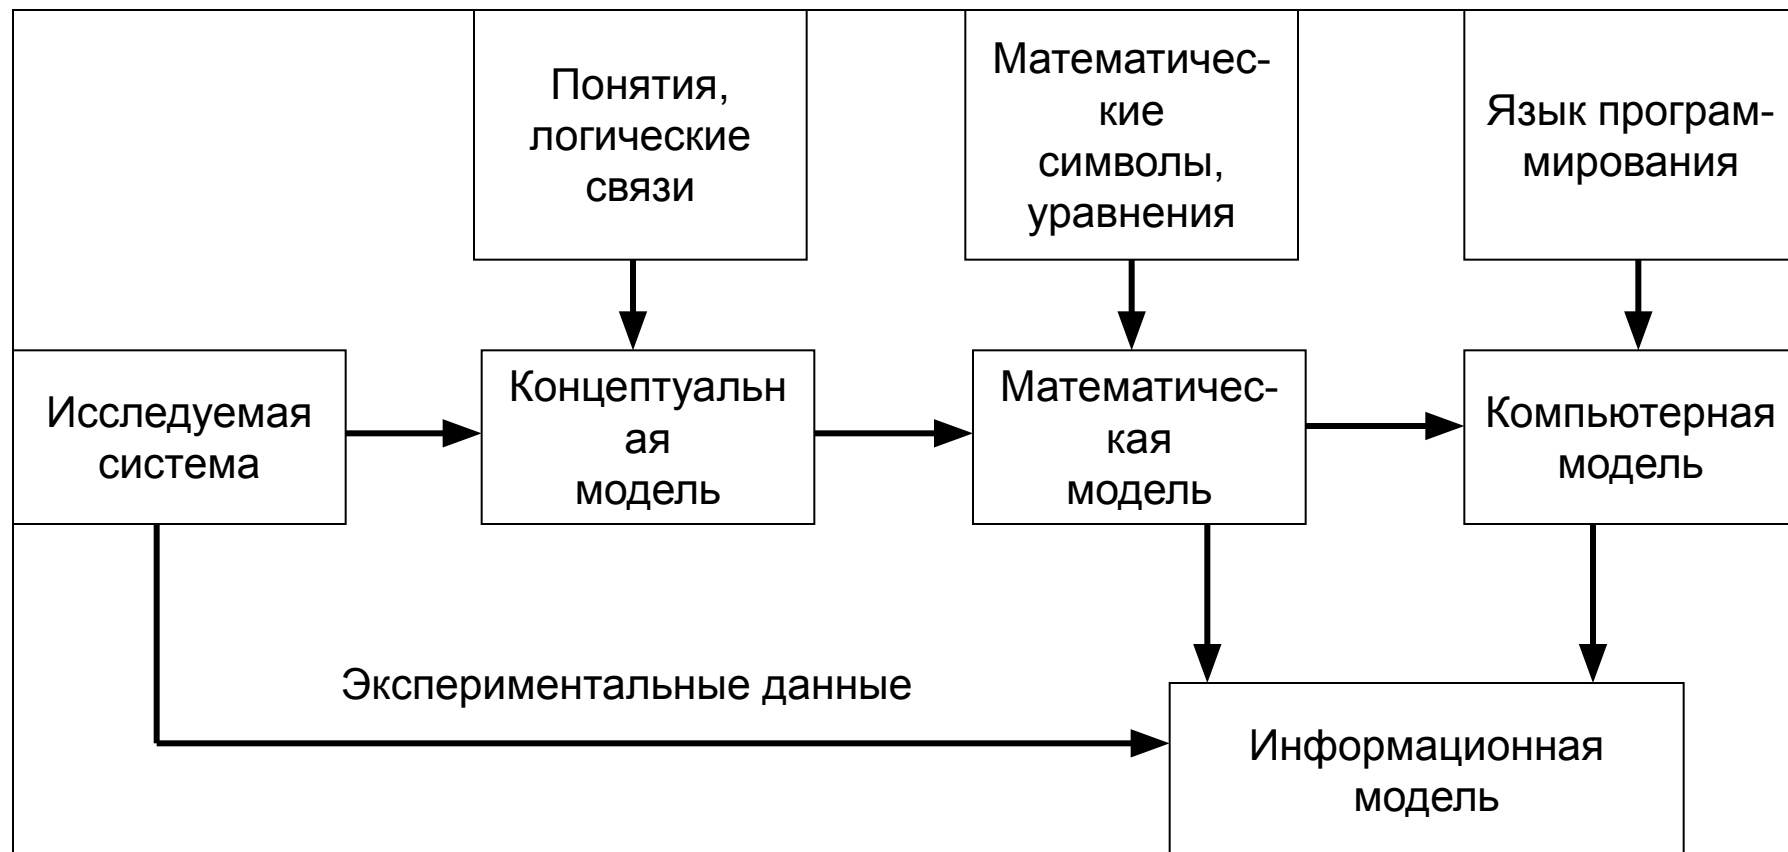 Понятия,
логические
связи
Математичес-
кие
символы,
уравнения
Язык програм-
мирования
Исследуемая
система
Концептуальн
ая
модель
Математичес-
кая
модель
Компьютерная
модель
Экспериментальные данные
Информационная
модель